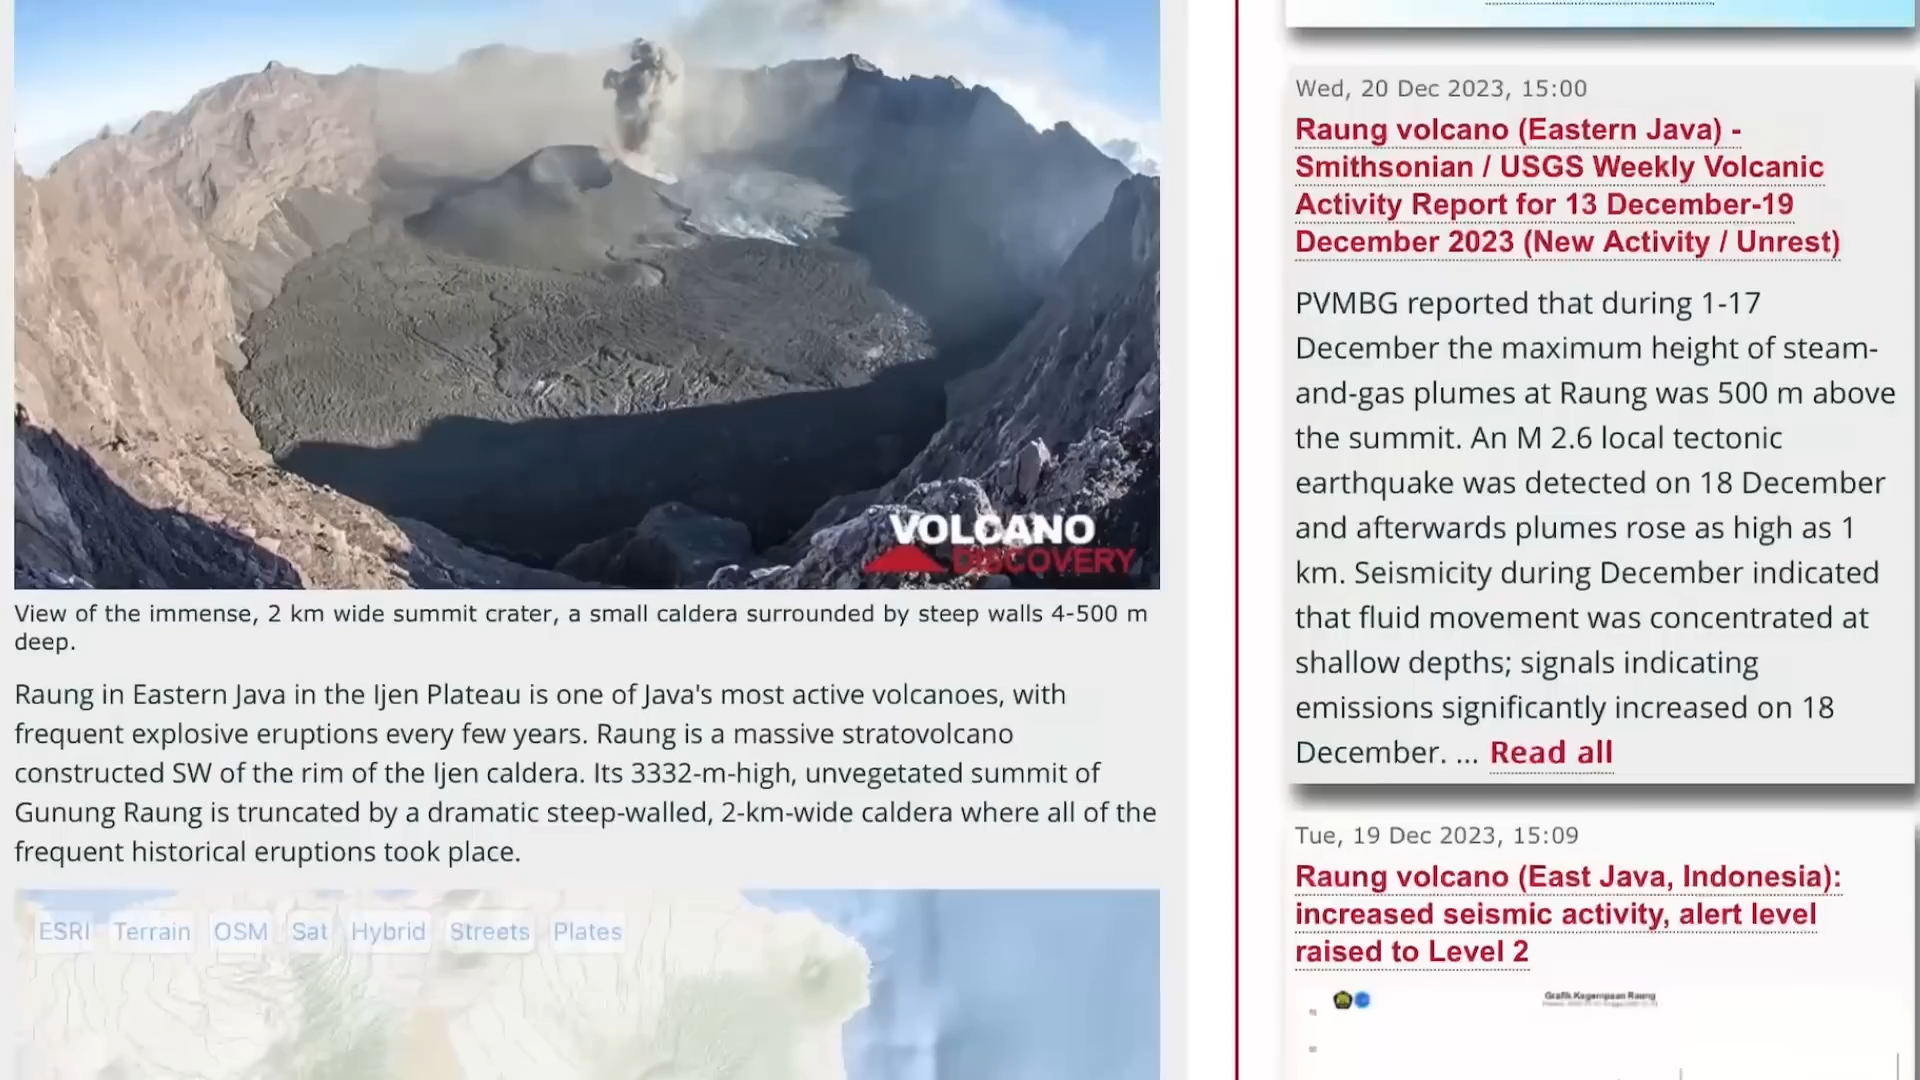 VOLCANO
DISCOVERY
View of the immense, 2 km wide summit crater, a small caldera surrounded by steep walls 4-500 m
deep.
Raung in Eastern Java in the Ijen Plateau is one of Java's most active volcanoes, with
frequent explosive eruptions every few years. Raung is a massive stratovolcano
constructed SW of the rim of the Ijen caldera. Its 3332-m-high, unvegetated summit of
Gunung Raung is truncated by a dramatic steep-walled, 2-km-wide caldera where all of the
frequent historical eruptions took place.
ESRI Terrain OSM Sat Hybrid Streets Plates
Wed, 20 Dec 2023, 15:00
Raung volcano (Eastern Java) -
Smithsonian / USGS Weekly Volcanic
Activity Report for 13 December-19
December 2023 (New Activity / Unrest)
PVMBG reported that during 1-17
December the maximum height of steam-
and-gas plumes at Raung was 500 m above
the summit. An M 2.6 local tectonic
earthquake was detected on 18 December
and afterwards plumes rose as high as 1
km. Seismicity during December indicated
that fluid movement was concentrated at
shallow depths; signals indicating
emissions significantly increased on 18
December. ... Read all
Tue, 19 Dec 2023, 15:09
Raung volcano (East Java, Indonesia):
increased seismic activity, alert level
raised to Level 2
Grafik Kegempaan Raung